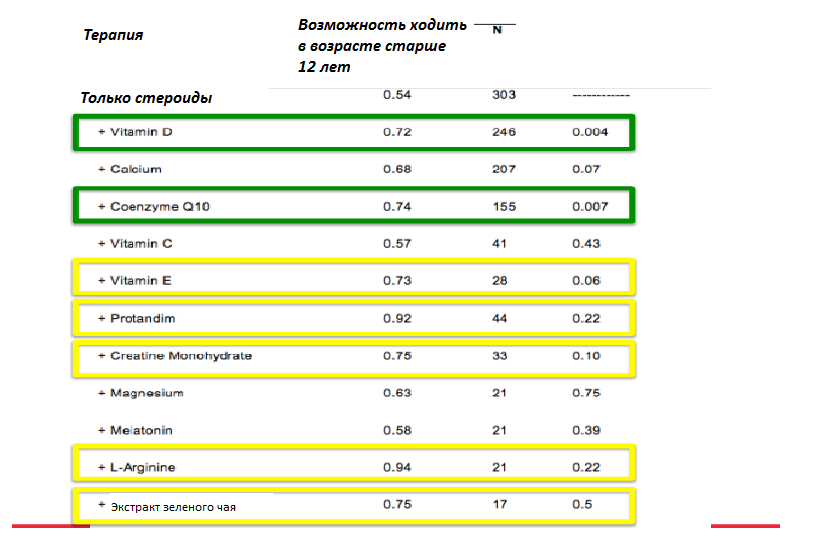 Терапия
Возможность ходить
в возрасте старше
12 лет
N
Только стероиды 0.54 303 ------------
+ Vitamin D 0.72 246 0.004
+ Calcium 0.68 207 0.07
+ Coenzyme Q10 0.74 155 0.007
+ Vitamin C 0.57 41 0.43
+ Vitamin E 0.73 28 0.06
+ Protandim 0.92 44 0.22
+ Creatine Monohydrate 0.75 33 0.10
+ Magnesium 0.63 21 0.75
+ Melatonin 0.58 21 0.39
+ L-Arginine 0.94 21 0.22
+ Экстракт зеленого чая 0.75 17 0.5